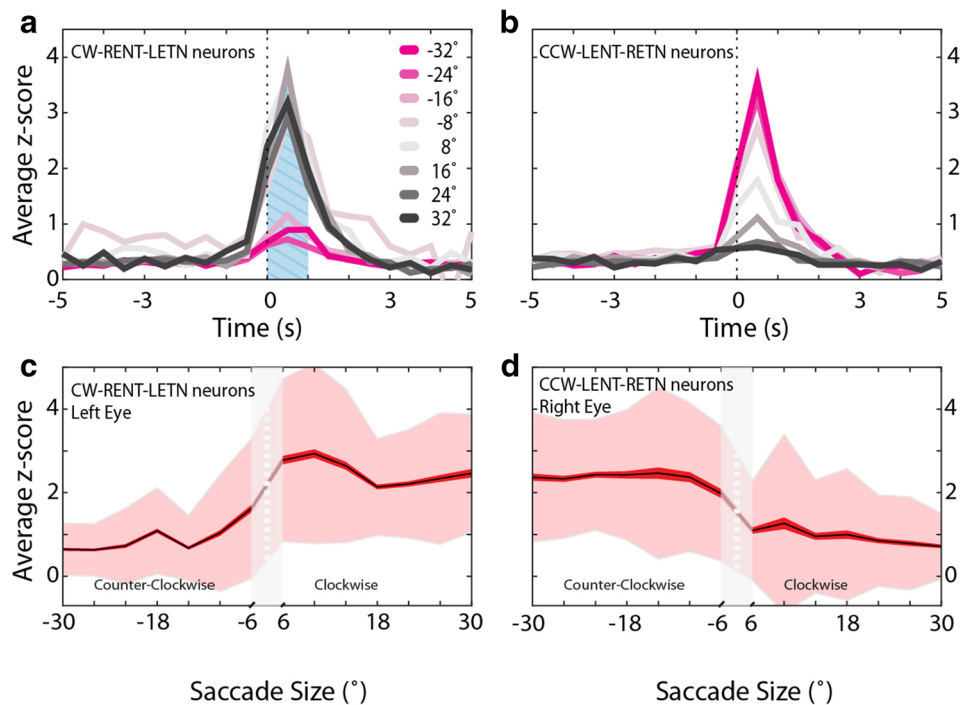 a
CW-RENT-LETN neurons
4
3
2
1
0
Average z-score
-32˚
-24˚
-16˚
-8˚
8˚
16˚
24˚
32˚
-5 -3 0 3 5
Time (s)
b
CCW-LENT-RETN neurons
4
3
2
1
0
-5 -3 0 3 5
Time (s)
c
CW-RENT-LETN neurons
Left Eye
4
2
0
Average z-score
Counter-Clockwise Clockwise
-30 -18 -6 6 18 30
Saccade Size (˚)
d
CCW-LENT-RETN neurons
Right Eye
4
2
0
Counter-Clockwise Clockwise
-30 -18 -6 6 18 30
Saccade Size (˚)